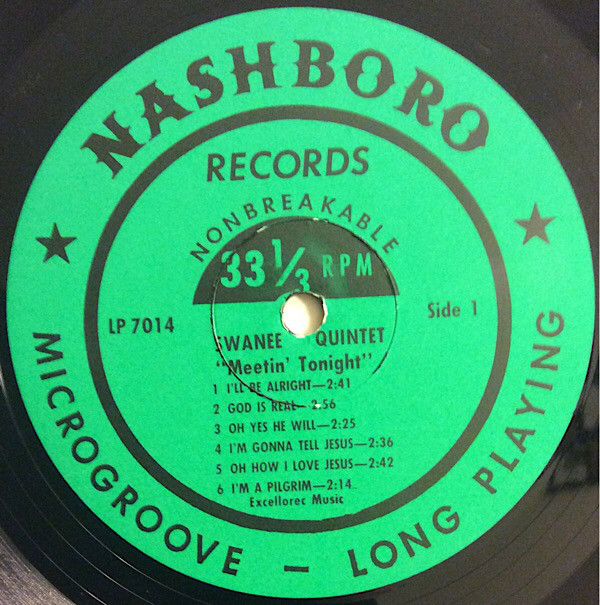 NASHBORO
RECORDS
NONBREAKABLE
33 1/3 RPM
LP 7014
Side 1
SWANEE QUINTET
"Meetin' Tonight"
1 I'LL BE ALRIGHT—2:41
2 GOD IS REAL—2:56
3 OH YES HE WILL—2:25
4 I'M GONNA TELL JESUS—2:36
5 OH HOW I LOVE JESUS—2:42
6 I'M A PILGRIM—2:14
Excellorec Music
MICROGROOVE — LONG PLAYING